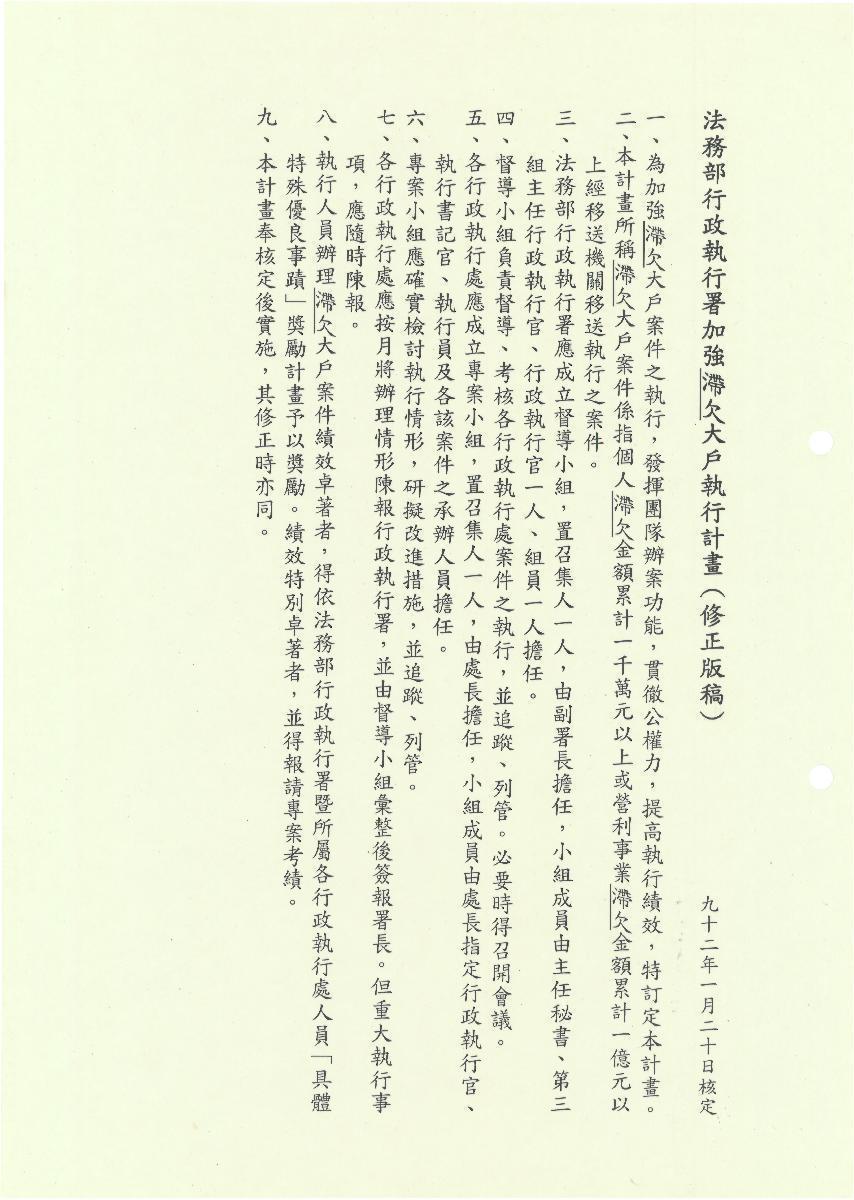 法務部行政執行署加強滯欠大戶執行計畫(修正版稿)
九十二年一月二十日核定
一、為加強滯欠大戶案件之執行,發揮團隊辦案功能,貫徹公權力,提高執行績效,特訂定本計畫。
二、本計畫所稱滯欠大戶案件係指個人滯欠金額累計一千萬元以上或營利事業滯欠金額累計一億元以
上經移送機關移送執行之案件。
三、法務部行政執行署應成立督導小組,置召集人一人,由副署長擔任,小組成員由主任秘書、第三
組主任行政執行官、行政執行官一人、組員一人擔任。
四、督導小組負責督導、考核各行政執行處案件之執行,並追蹤、列管。必要時得召開會議。
五、各行政執行處應成立專案小組,置召集人一人,由處長擔任,小組成員由處長指定行政執行官、
執行書記官、執行員及各該案件之承辦人員擔任。
六、專案小組應確實檢討執行情形,研擬改進措施,並追蹤、列管。
七、各行政執行處應按月將辦理情形陳報行政執行署,並由督導小組彙整後簽報署長。但重大執行事
項,應隨時陳報。
八、執行人員辦理滯欠大戶案件績效卓著者,得依法務部行政執行署暨所屬各行政執行處人員「具體
特殊優良事蹟」獎勵計畫予以獎勵。績效特別卓著者,並得報請專案考績。
九、本計畫奉核定後實施,其修正時亦同。